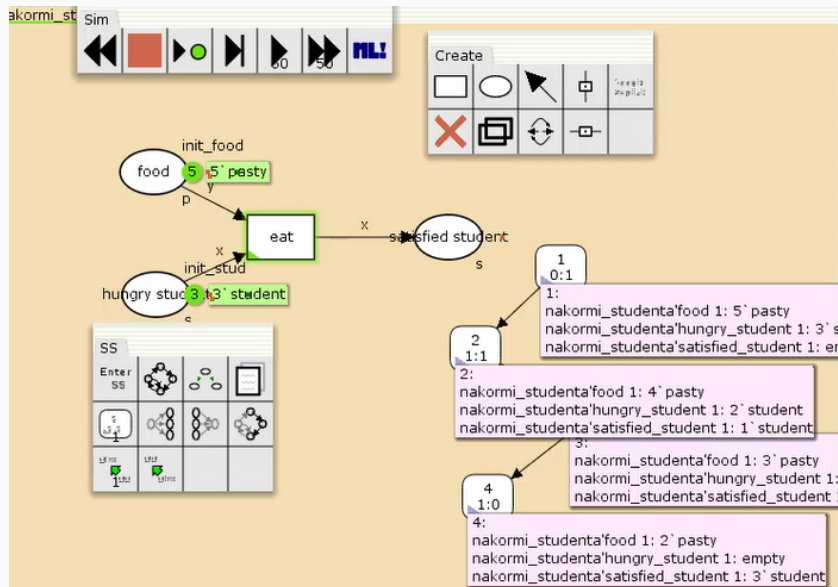 nakormi_st
Sim
60
50
ML!
Create
init_food
food
5
5`pasty
y
p
eat
x
satisfied student
s
x
init_stud
hungry stud
3
3`student
1
0:1
1:
nakormi_studenta'food 1: 5`pasty
nakormi_studenta'hungry_student 1: 3`s
nakormi_studenta'satisfied_student 1: e
2
1:1
2:
nakormi_studenta'food 1: 4`pasty
nakormi_studenta'hungry_student 1: 2`student
nakormi_studenta'satisfied_student 1: 1`student
3:
nakormi_studenta'food 1: 3`pasty
nakormi_studenta'hungry_student 1:
nakormi_studenta'satisfied_student
4
1:0
4:
nakormi_studenta'food 1: 2`pasty
nakormi_studenta'hungry_student 1: empty
nakormi_studenta'satisfied_student 1: 3`student
SS
Enter
SS
1
1